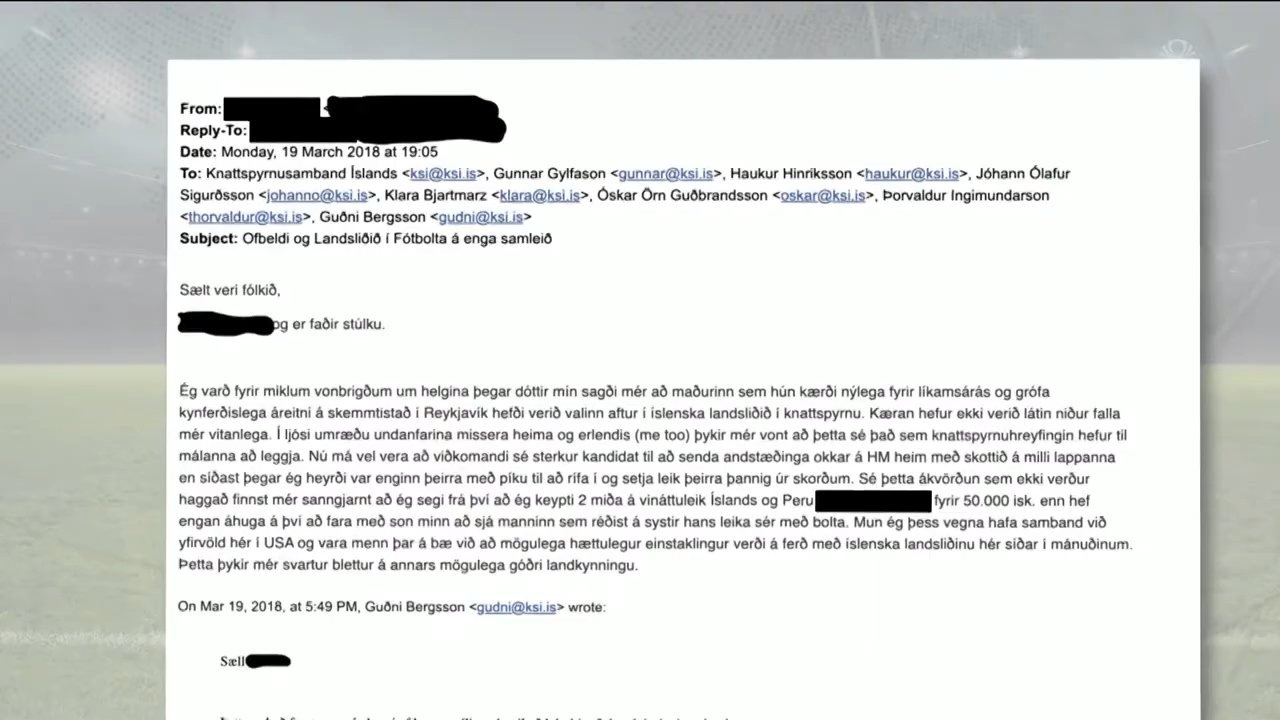 From:
Reply-To:
Date: Monday, 19 March 2018 at 19:05
To: Knattspyrnusamband Íslands <ksi@ksi.is>, Gunnar Gylfason <gunnar@ksi.is>, Haukur Hinriksson <haukur@ksi.is>, Jóhann Ólafur
Sigurðsson <johanno@ksi.is>, Klara Bjartmarz <klara@ksi.is>, Óskar Örn Guðbrandsson <oskar@ksi.is>, Þorvaldur Ingimundarson
<thorvaldur@ksi.is>, Guðni Bergsson <gudni@ksi.is>
Subject: Ofbeldi og Landsliðið í Fótbolta á enga samleið
Sælt veri fólkið,
og er faðir stúlku.
Ég varð fyrir miklum vonbrigðum um helgina þegar dóttir mín sagði mér að maðurinn sem hún kærði nýlega fyrir líkamsárás og grófa
kynferðislega áreitni á skemmtistað í Reykjavík hefði verið valinn aftur í íslenska landsliðið í knattspyrnu. Kæran hefur ekki verið látin niður falla
mér vitanlega. Í ljósi umræðu undanfarina missera heima og erlendis (me too) þykir mér vont að þetta sé það sem knattspyrnuhreyfingin hefur til
málanna að leggja. Nú má vel vera að viðkomandi sé sterkur kandidat til að senda andstæðinga okkar á HM heim með skottið á milli lappanna
en síðast þegar ég heyrði var enginn þeirra með píku til að rífa í og setja leik þeirra þannig úr skorðum. Sé þetta ákvörðun sem ekki verður
haggað finnst mér sanngjarnt að ég segi frá því að ég keypti 2 miða á vináttuleik Íslands og Peru fyrir 50.000 isk. enn hef
engan áhuga á því að fara með son minn að sjá manninn sem réðist á systir hans leika sér með bolta. Mun ég þess vegna hafa samband við
yfirvöld hér í USA og vara menn þar á bæ við að mögulega hættulegur einstaklingur verði á ferð með íslenska landsliðinu hér síðar í mánuðinum.
Þetta þykir mér svartur blettur á annars mögulega góðri landkynningu.
On Mar 19, 2018, at 5:49 PM, Guðni Bergsson <gudni@ksi.is> wrote:
Sæll